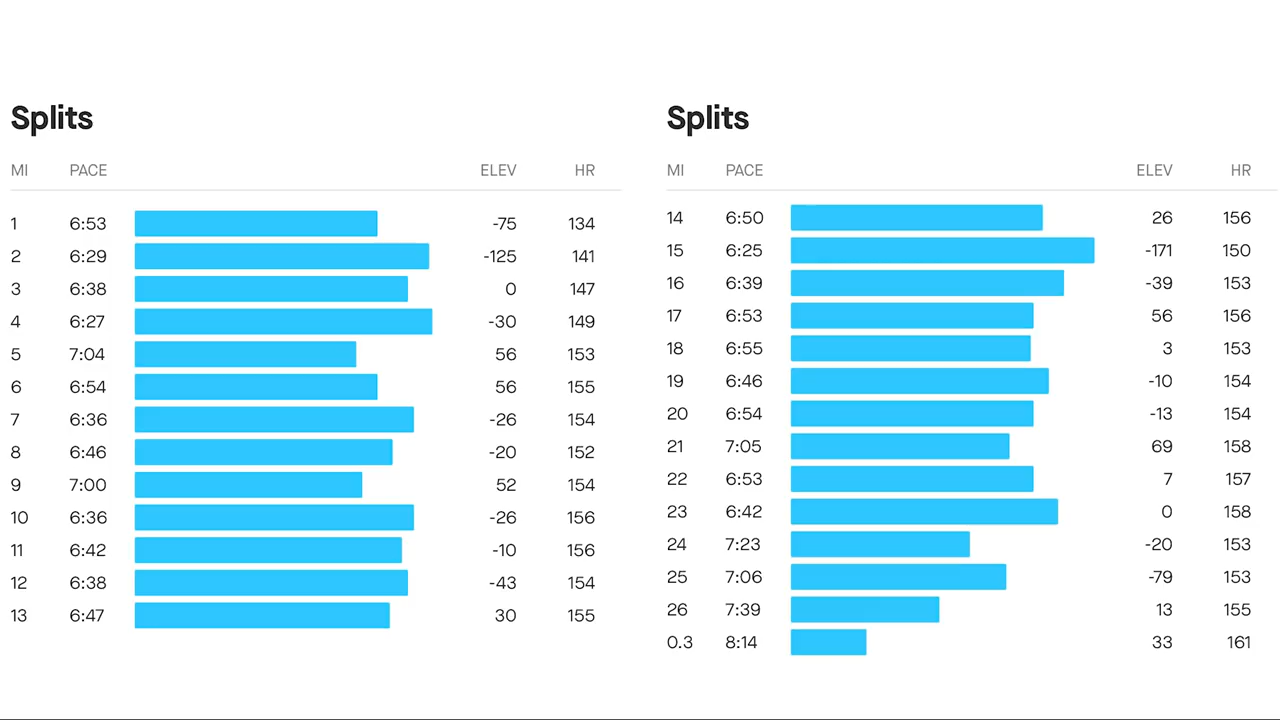 Splits
MI PACE ELEV HR
1 6:53 -75 134
2 6:29 -125 141
3 6:38 0 147
4 6:27 -30 149
5 7:04 56 153
6 6:54 56 155
7 6:36 -26 154
8 6:46 -20 152
9 7:00 52 154
10 6:36 -26 156
11 6:42 -10 156
12 6:38 -43 154
13 6:47 30 155
Splits
MI PACE ELEV HR
14 6:50 26 156
15 6:25 -171 150
16 6:39 -39 153
17 6:53 56 156
18 6:55 3 153
19 6:46 -10 154
20 6:54 -13 154
21 7:05 69 158
22 6:53 7 157
23 6:42 0 158
24 7:23 -20 153
25 7:06 -79 153
26 7:39 13 155
0.3 8:14 33 161